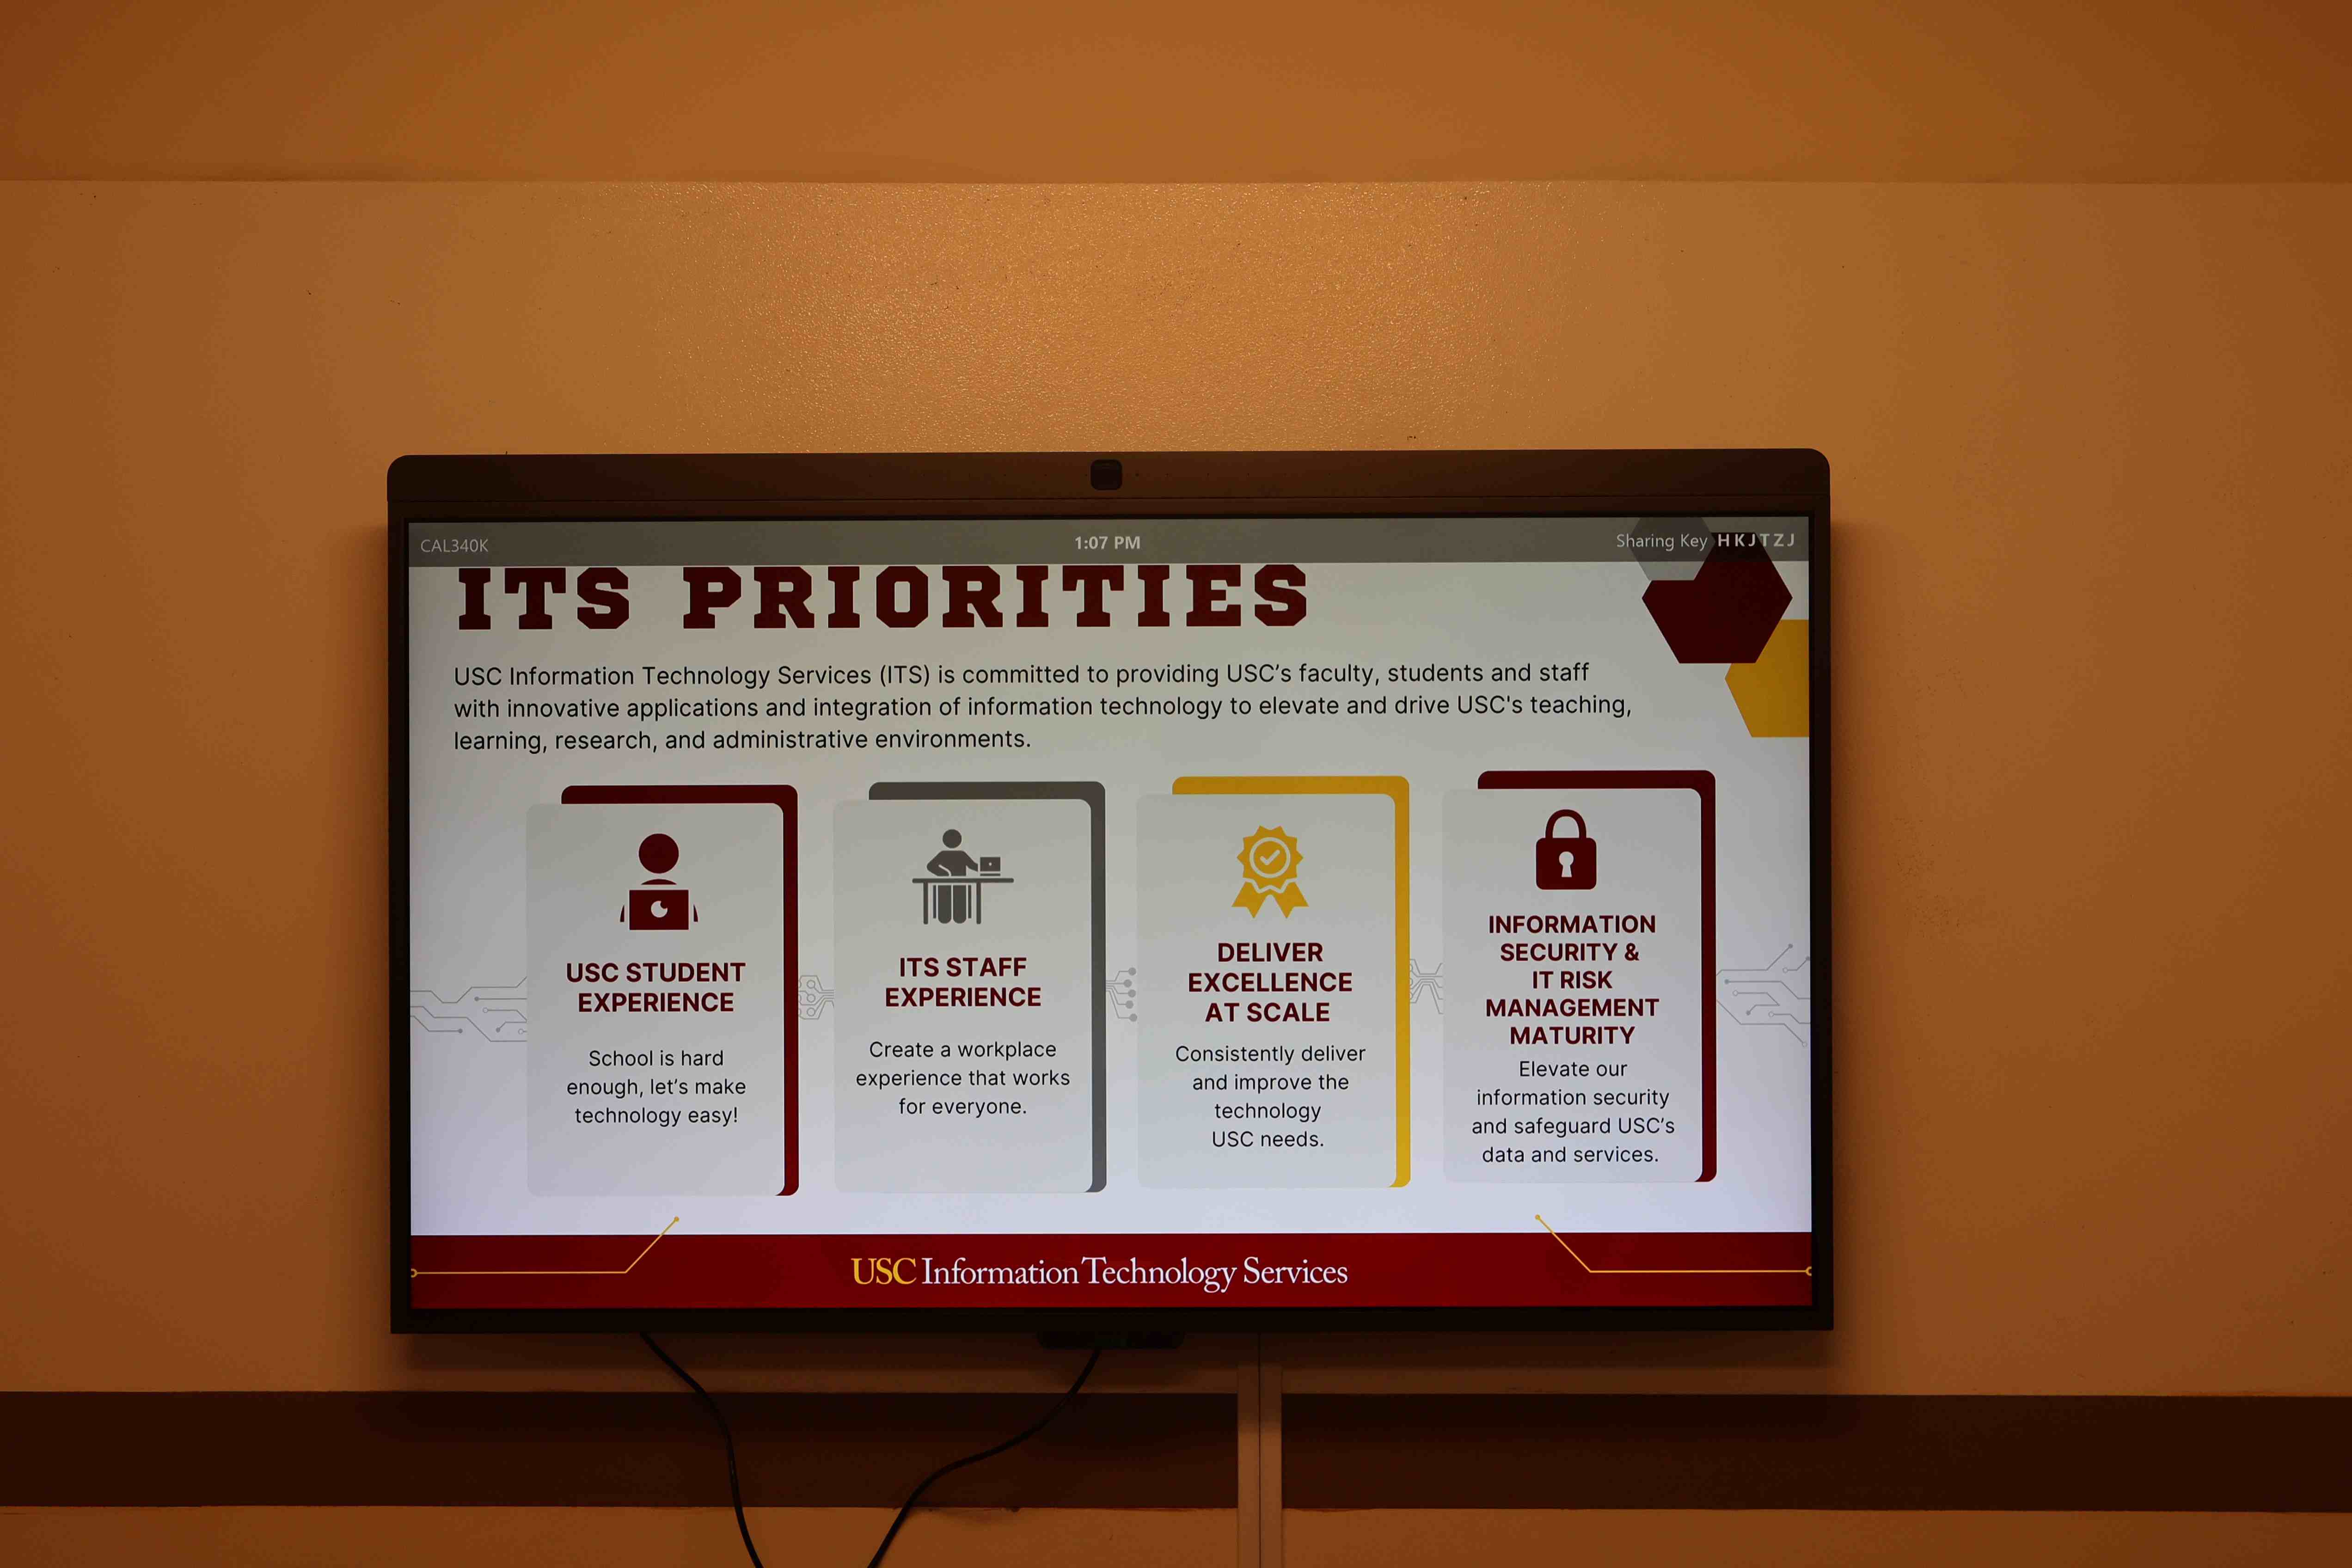 CAL340K
1:07 PM
Sharing Key HKJTZJ
ITS PRIORITIES
USC Information Technology Services (ITS) is committed to providing USC’s faculty, students and staff
with innovative applications and integration of information technology to elevate and drive USC's teaching,
learning, research, and administrative environments.
USC STUDENT
EXPERIENCE
School is hard
enough, let’s make
technology easy!
ITS STAFF
EXPERIENCE
Create a workplace
experience that works
for everyone.
DELIVER
EXCELLENCE
AT SCALE
Consistently deliver
and improve the
technology
USC needs.
INFORMATION
SECURITY &
IT RISK
MANAGEMENT
MATURITY
Elevate our
information security
and safeguard USC’s
data and services.
USC Information Technology Services